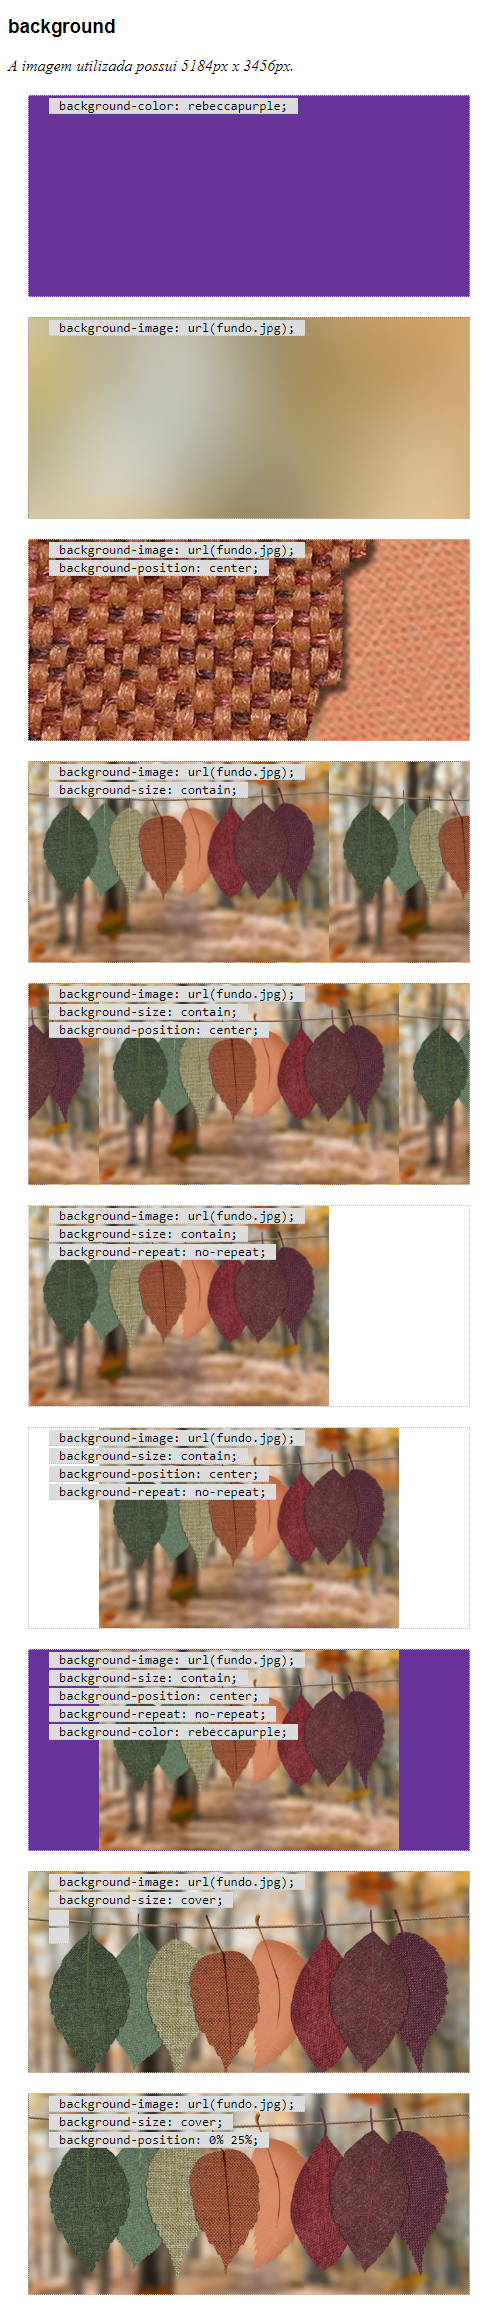 background
A imagem utilizada possui 5184px x 3456px.
background-color: rebeccapurple;
background-image: url(fundo.jpg);
background-image: url(fundo.jpg);
background-position: center;
background-image: url(fundo.jpg);
background-size: contain;
background-image: url(fundo.jpg);
background-size: contain;
background-position: center;
background-image: url(fundo.jpg);
background-size: contain;
background-repeat: no-repeat;
background-image: url(fundo.jpg);
background-size: contain;
background-position: center;
background-repeat: no-repeat;
background-image: url(fundo.jpg);
background-size: contain;
background-position: center;
background-repeat: no-repeat;
background-color: rebeccapurple;
background-image: url(fundo.jpg);
background-size: cover;
background-image: url(fundo.jpg);
background-size: cover;
background-position: 0% 25%;